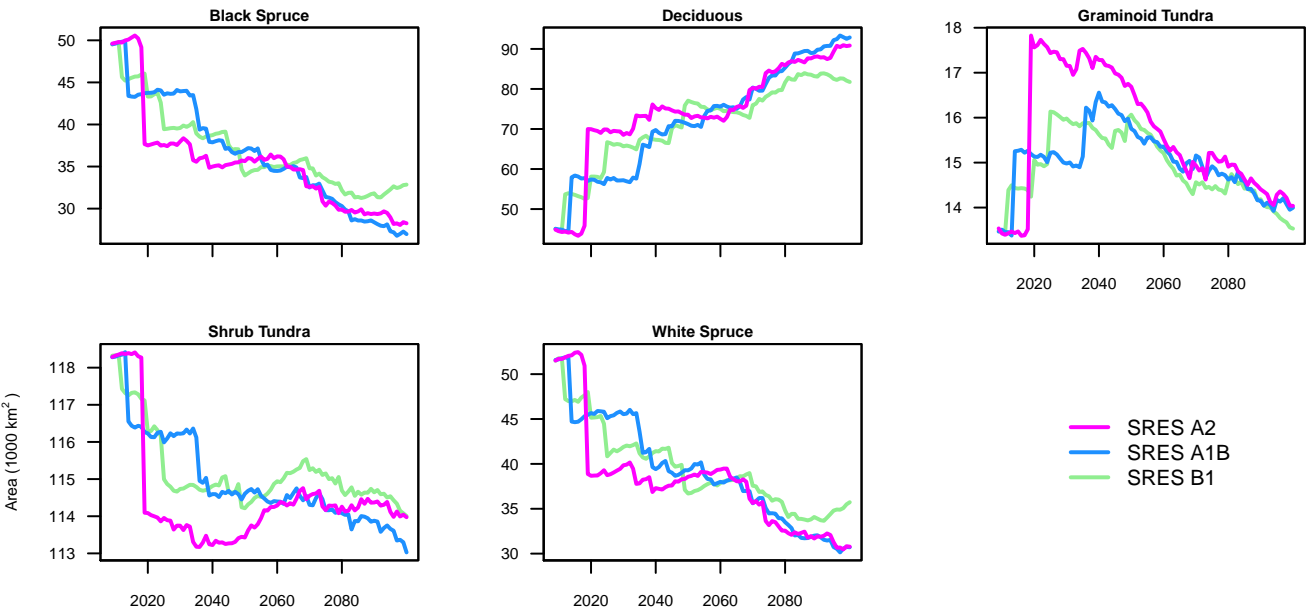 Black Spruce
50
45
40
35
30
Deciduous
90
80
70
60
50
Graminoid Tundra
18
17
16
15
14
2020 2040 2060 2080
Shrub Tundra
118
117
116
115
114
113
2020 2040 2060 2080
White Spruce
50
45
40
35
30
2020 2040 2060 2080
Area (1000 km²)
SRES A2
SRES A1B
SRES B1